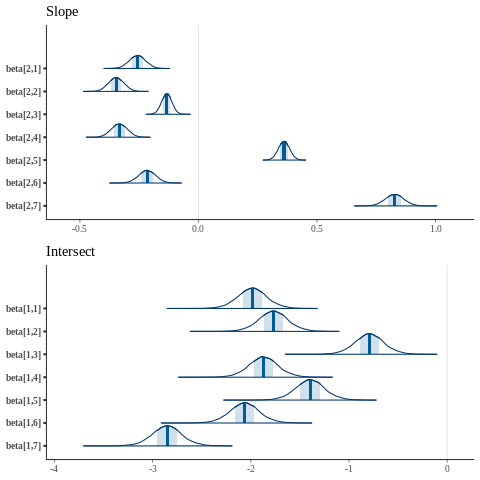 Slope
beta[2,1]
beta[2,2]
beta[2,3]
beta[2,4]
beta[2,5]
beta[2,6]
beta[2,7]
-0.5 0.0 0.5 1.0
Intersect
beta[1,1]
beta[1,2]
beta[1,3]
beta[1,4]
beta[1,5]
beta[1,6]
beta[1,7]
-4 -3 -2 -1 0